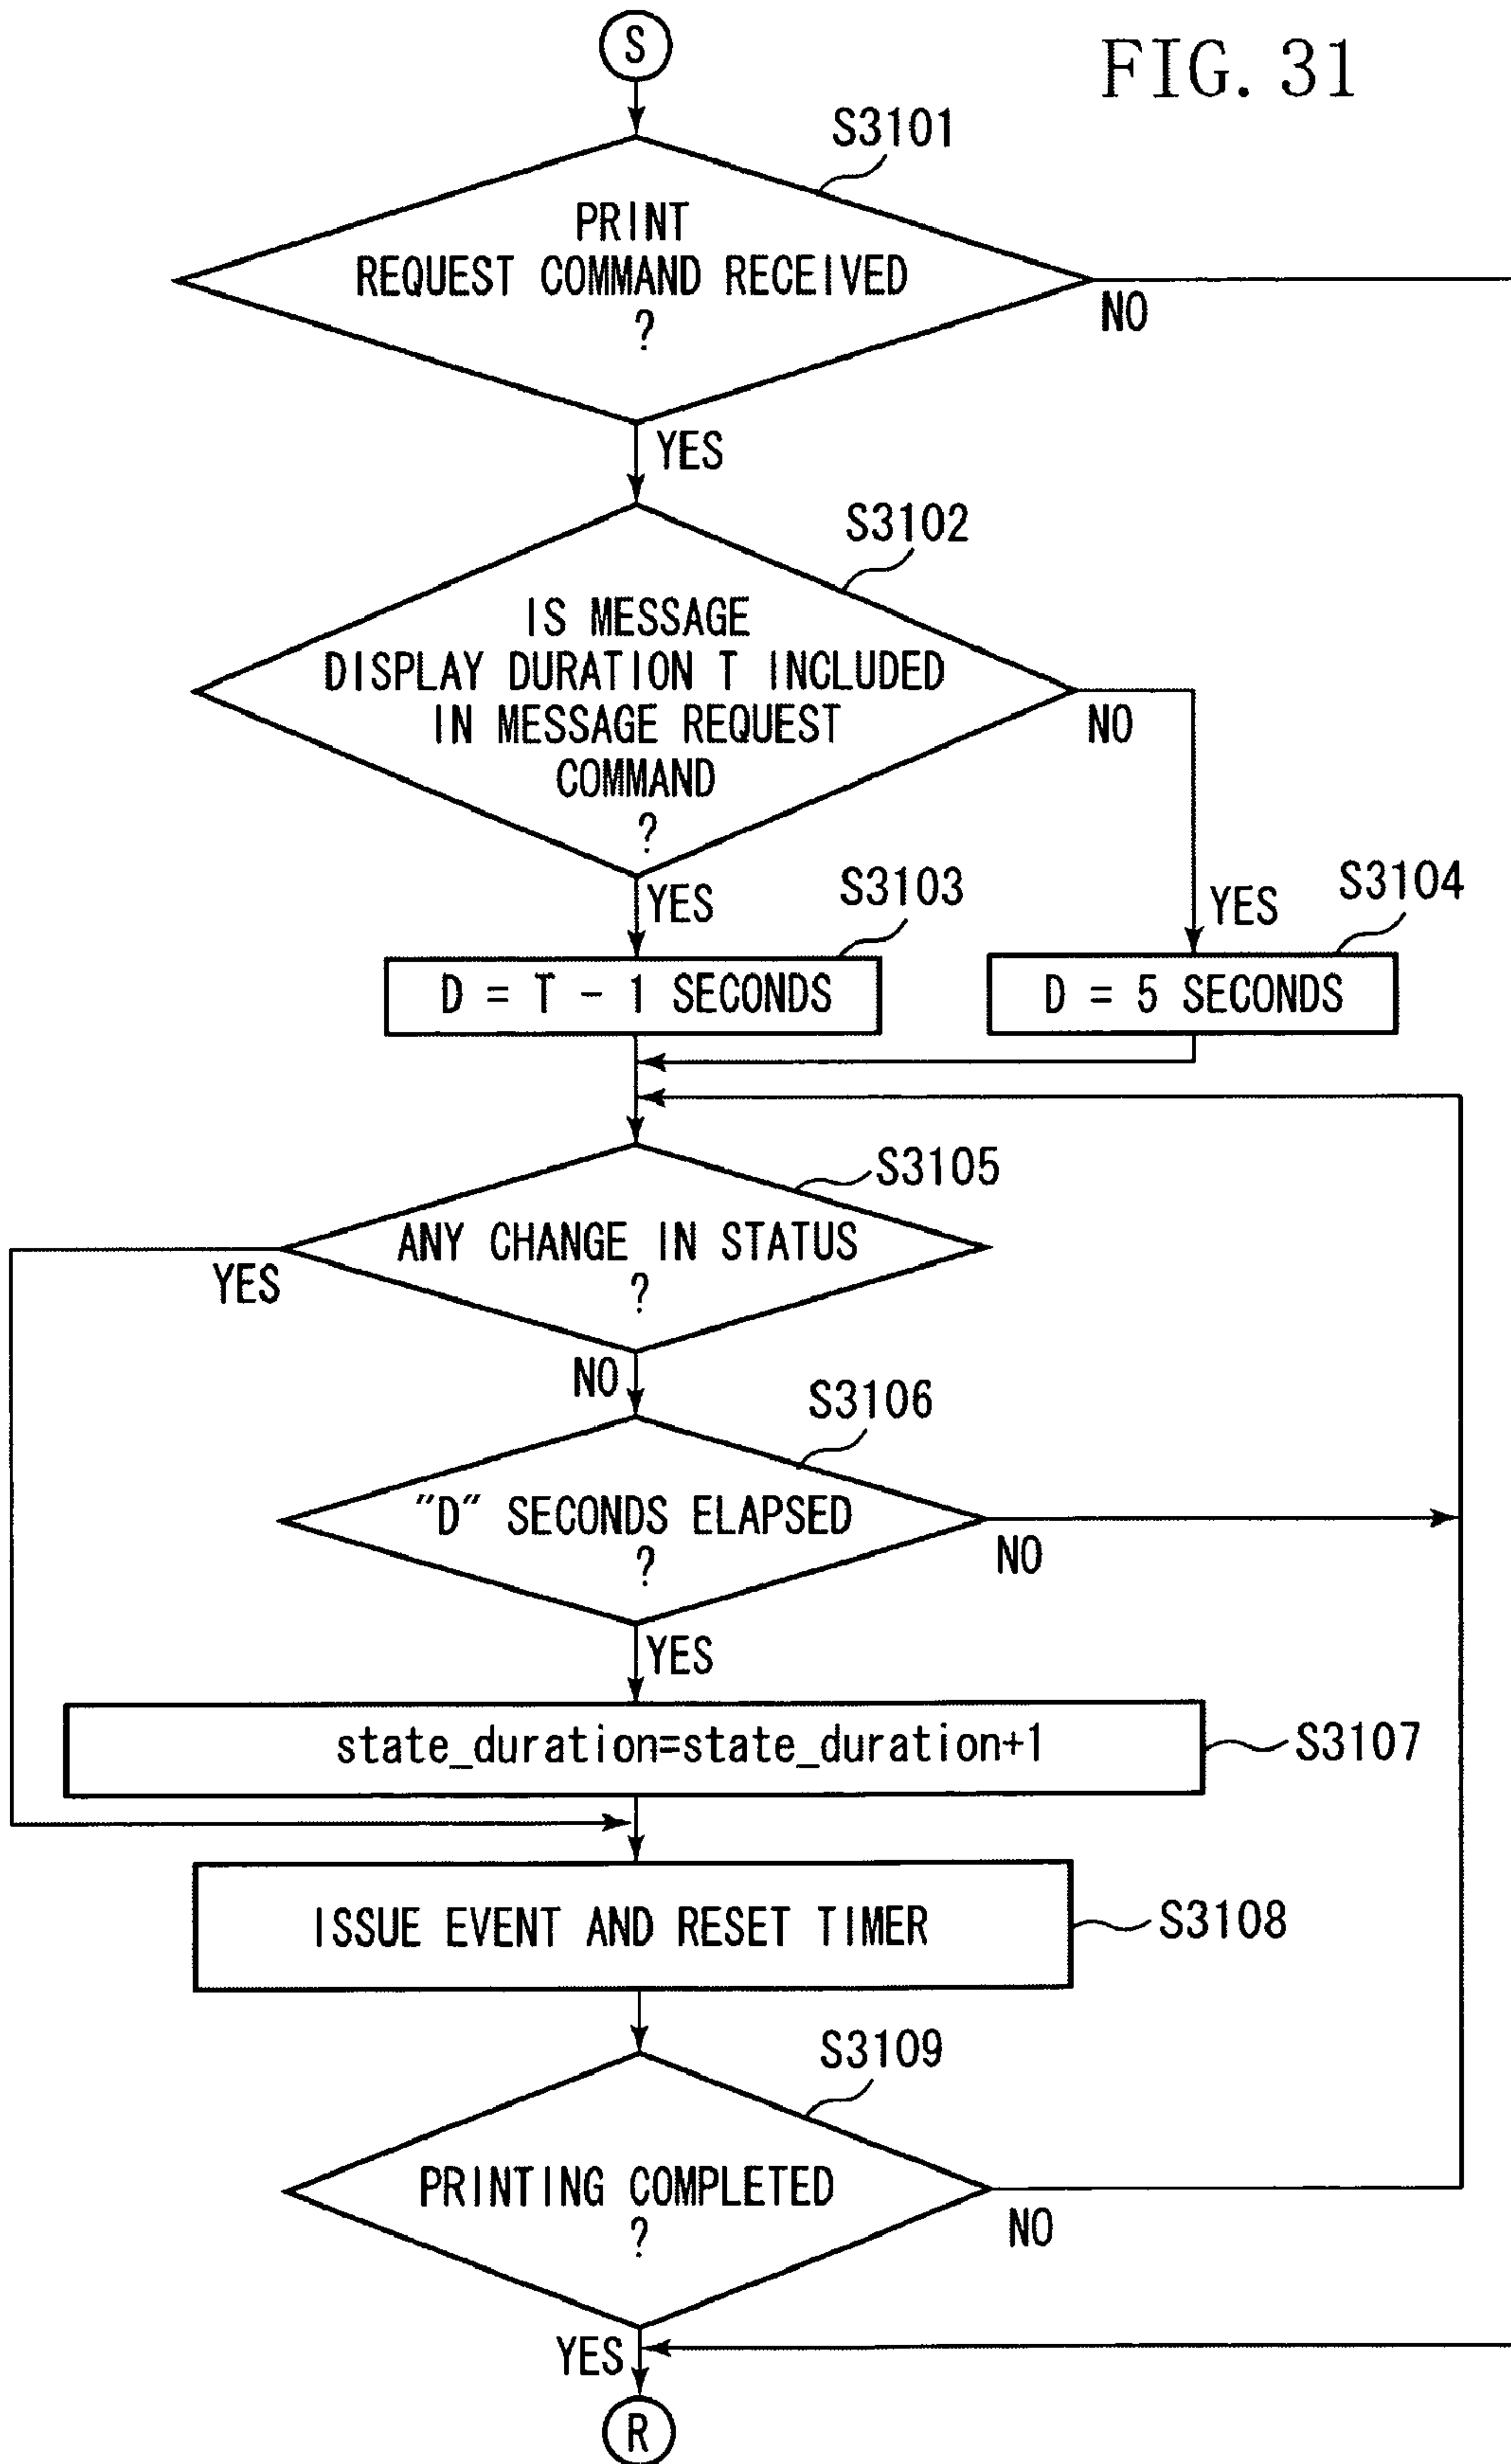 S
FIG. 31
S3101
PRINT
REQUEST COMMAND RECEIVED
?
NO
YES
S3102
IS MESSAGE
DISPLAY DURATION T INCLUDED
IN MESSAGE REQUEST
COMMAND
?
NO
YES
S3103
YES
S3104
D = T - 1 SECONDS
D = 5 SECONDS
S3105
ANY CHANGE IN STATUS
?
YES
NO
S3106
"D" SECONDS ELAPSED
?
NO
YES
state_duration=state_duration+1
S3107
ISSUE EVENT AND RESET TIMER
S3108
S3109
PRINTING COMPLETED
?
NO
YES
R